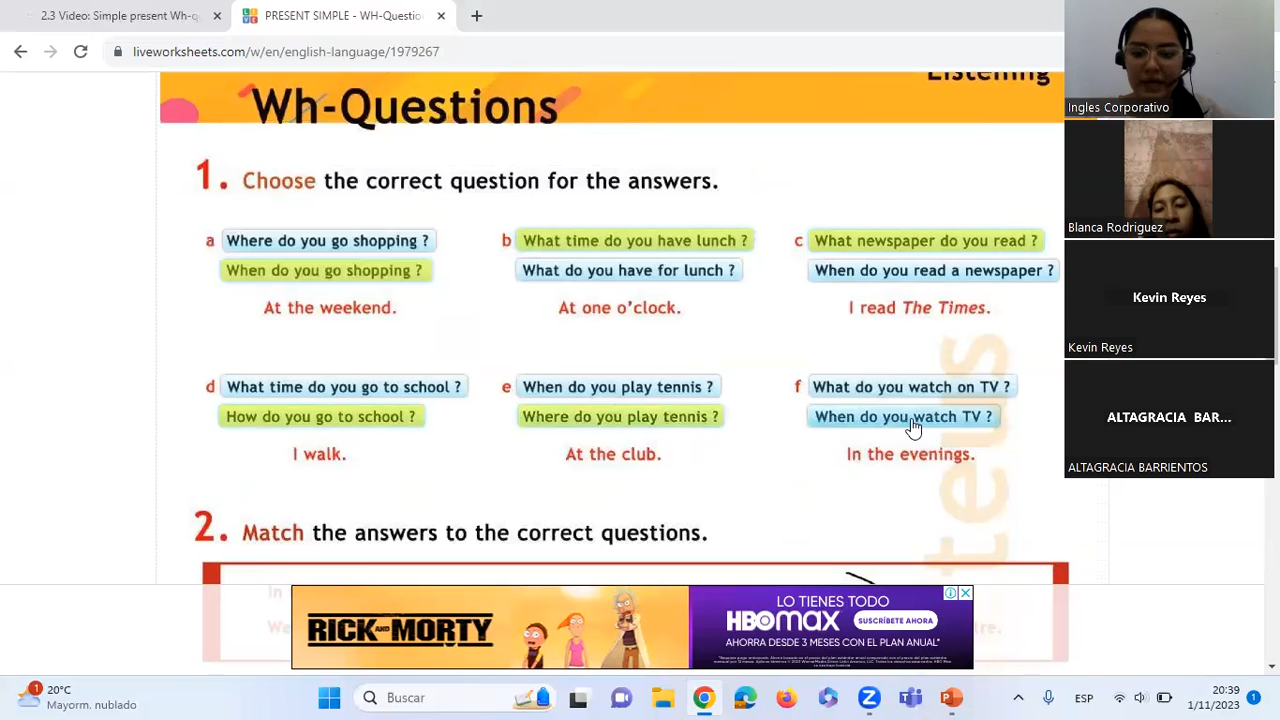 2.3 Video: Simple present Wh-q
PRESENT SIMPLE - WH-Questio
liveworksheets.com/w/en/english-language/1979267
Listening
Wh-Questions
1. Choose the correct question for the answers.
a Where do you go shopping ?
When do you go shopping ?
At the weekend.
b What time do you have lunch ?
What do you have for lunch ?
At one o'clock.
c What newspaper do you read ?
When do you read a newspaper ?
I read The Times.
d What time do you go to school ?
How do you go to school ?
I walk.
e When do you play tennis ?
Where do you play tennis ?
At the club.
f What do you watch on TV ?
When do you watch TV ?
In the evenings.
2. Match the answers to the correct questions.
In
We
RICK AND MORTY
LO TIENES TODO
HBOMAX
SUSCRÍBETE AHORA
AHORRA DESDE 3 MESES CON EL PLAN ANUAL*
Ingles Corporativo
Blanca Rodriguez
Kevin Reyes
Kevin Reyes
ALTAGRACIA BAR...
ALTAGRACIA BARRIENTOS
Mayorm. nublado
Buscar
ESP
20:39
1/11/2023